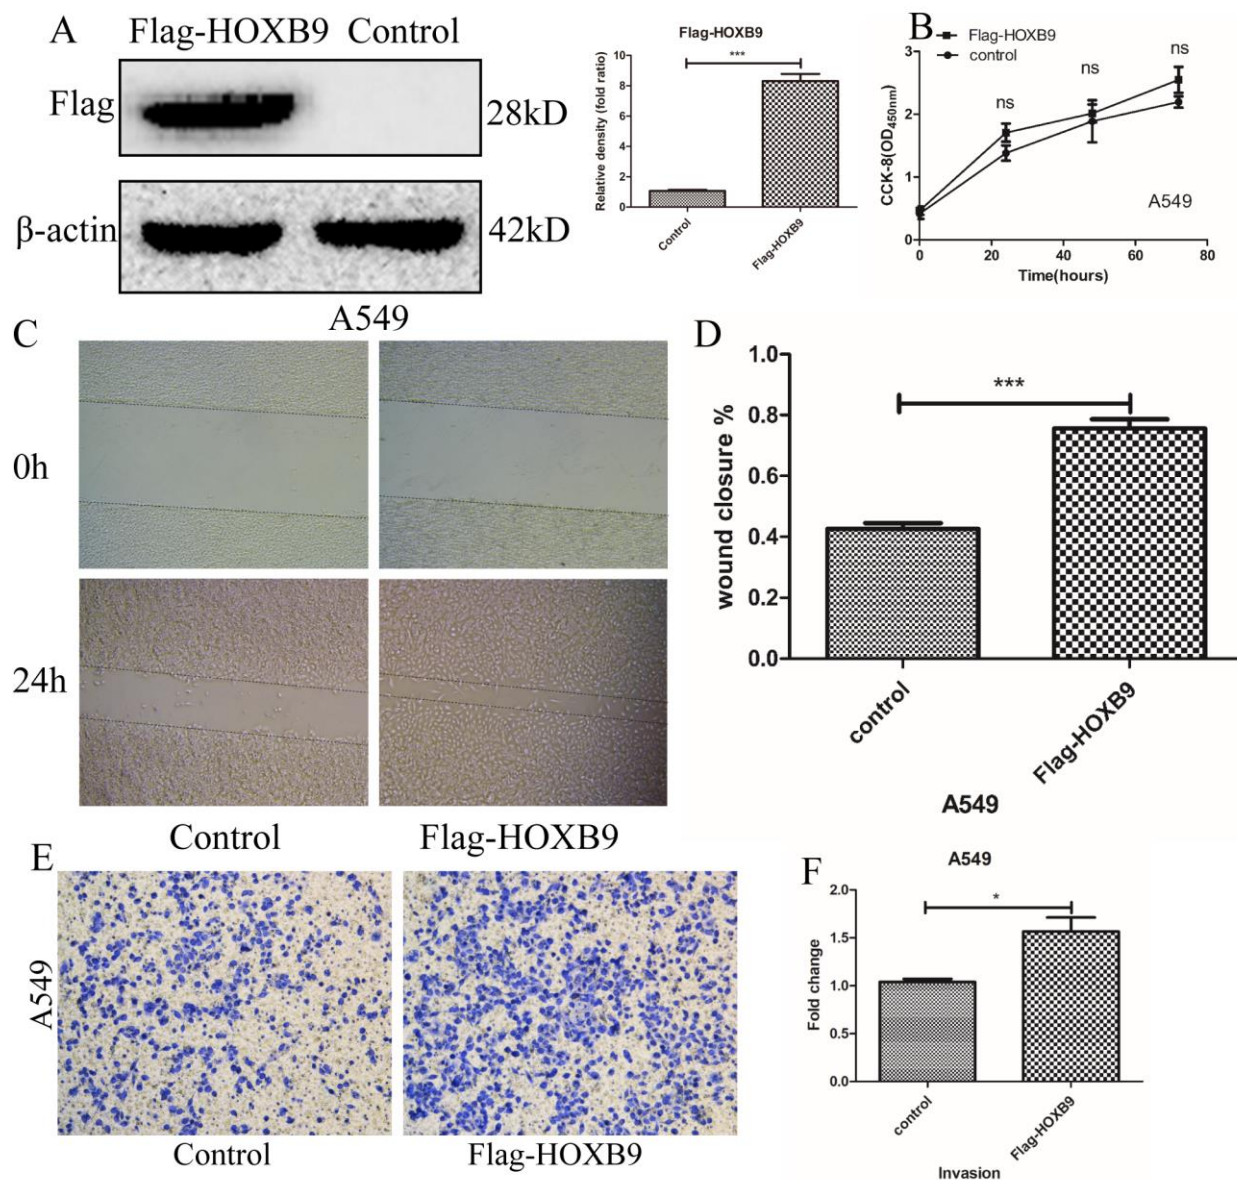 A
Flag-HOXB9 Control
Flag
28kD
β-actin
42kD
A549
Flag-HOXB9
***
Relative density (fold ratio)
10
8
6
4
2
0
Control
Flag-HOXB9
B
Flag-HOXB9
control
CCK-8(OD450nm)
3
2
1
0
ns
ns
ns
A549
0 20 40 60 80
Time(hours)
C
0h
24h
Control
Flag-HOXB9
D
wound closure %
1.0
0.8
0.6
0.4
0.2
0.0
***
control
Flag-HOXB9
A549
E
A549
Control
Flag-HOXB9
F
A549
Fold change
2.0
1.5
1.0
0.5
0.0
*
control
Flag-HOXB9
Invasion